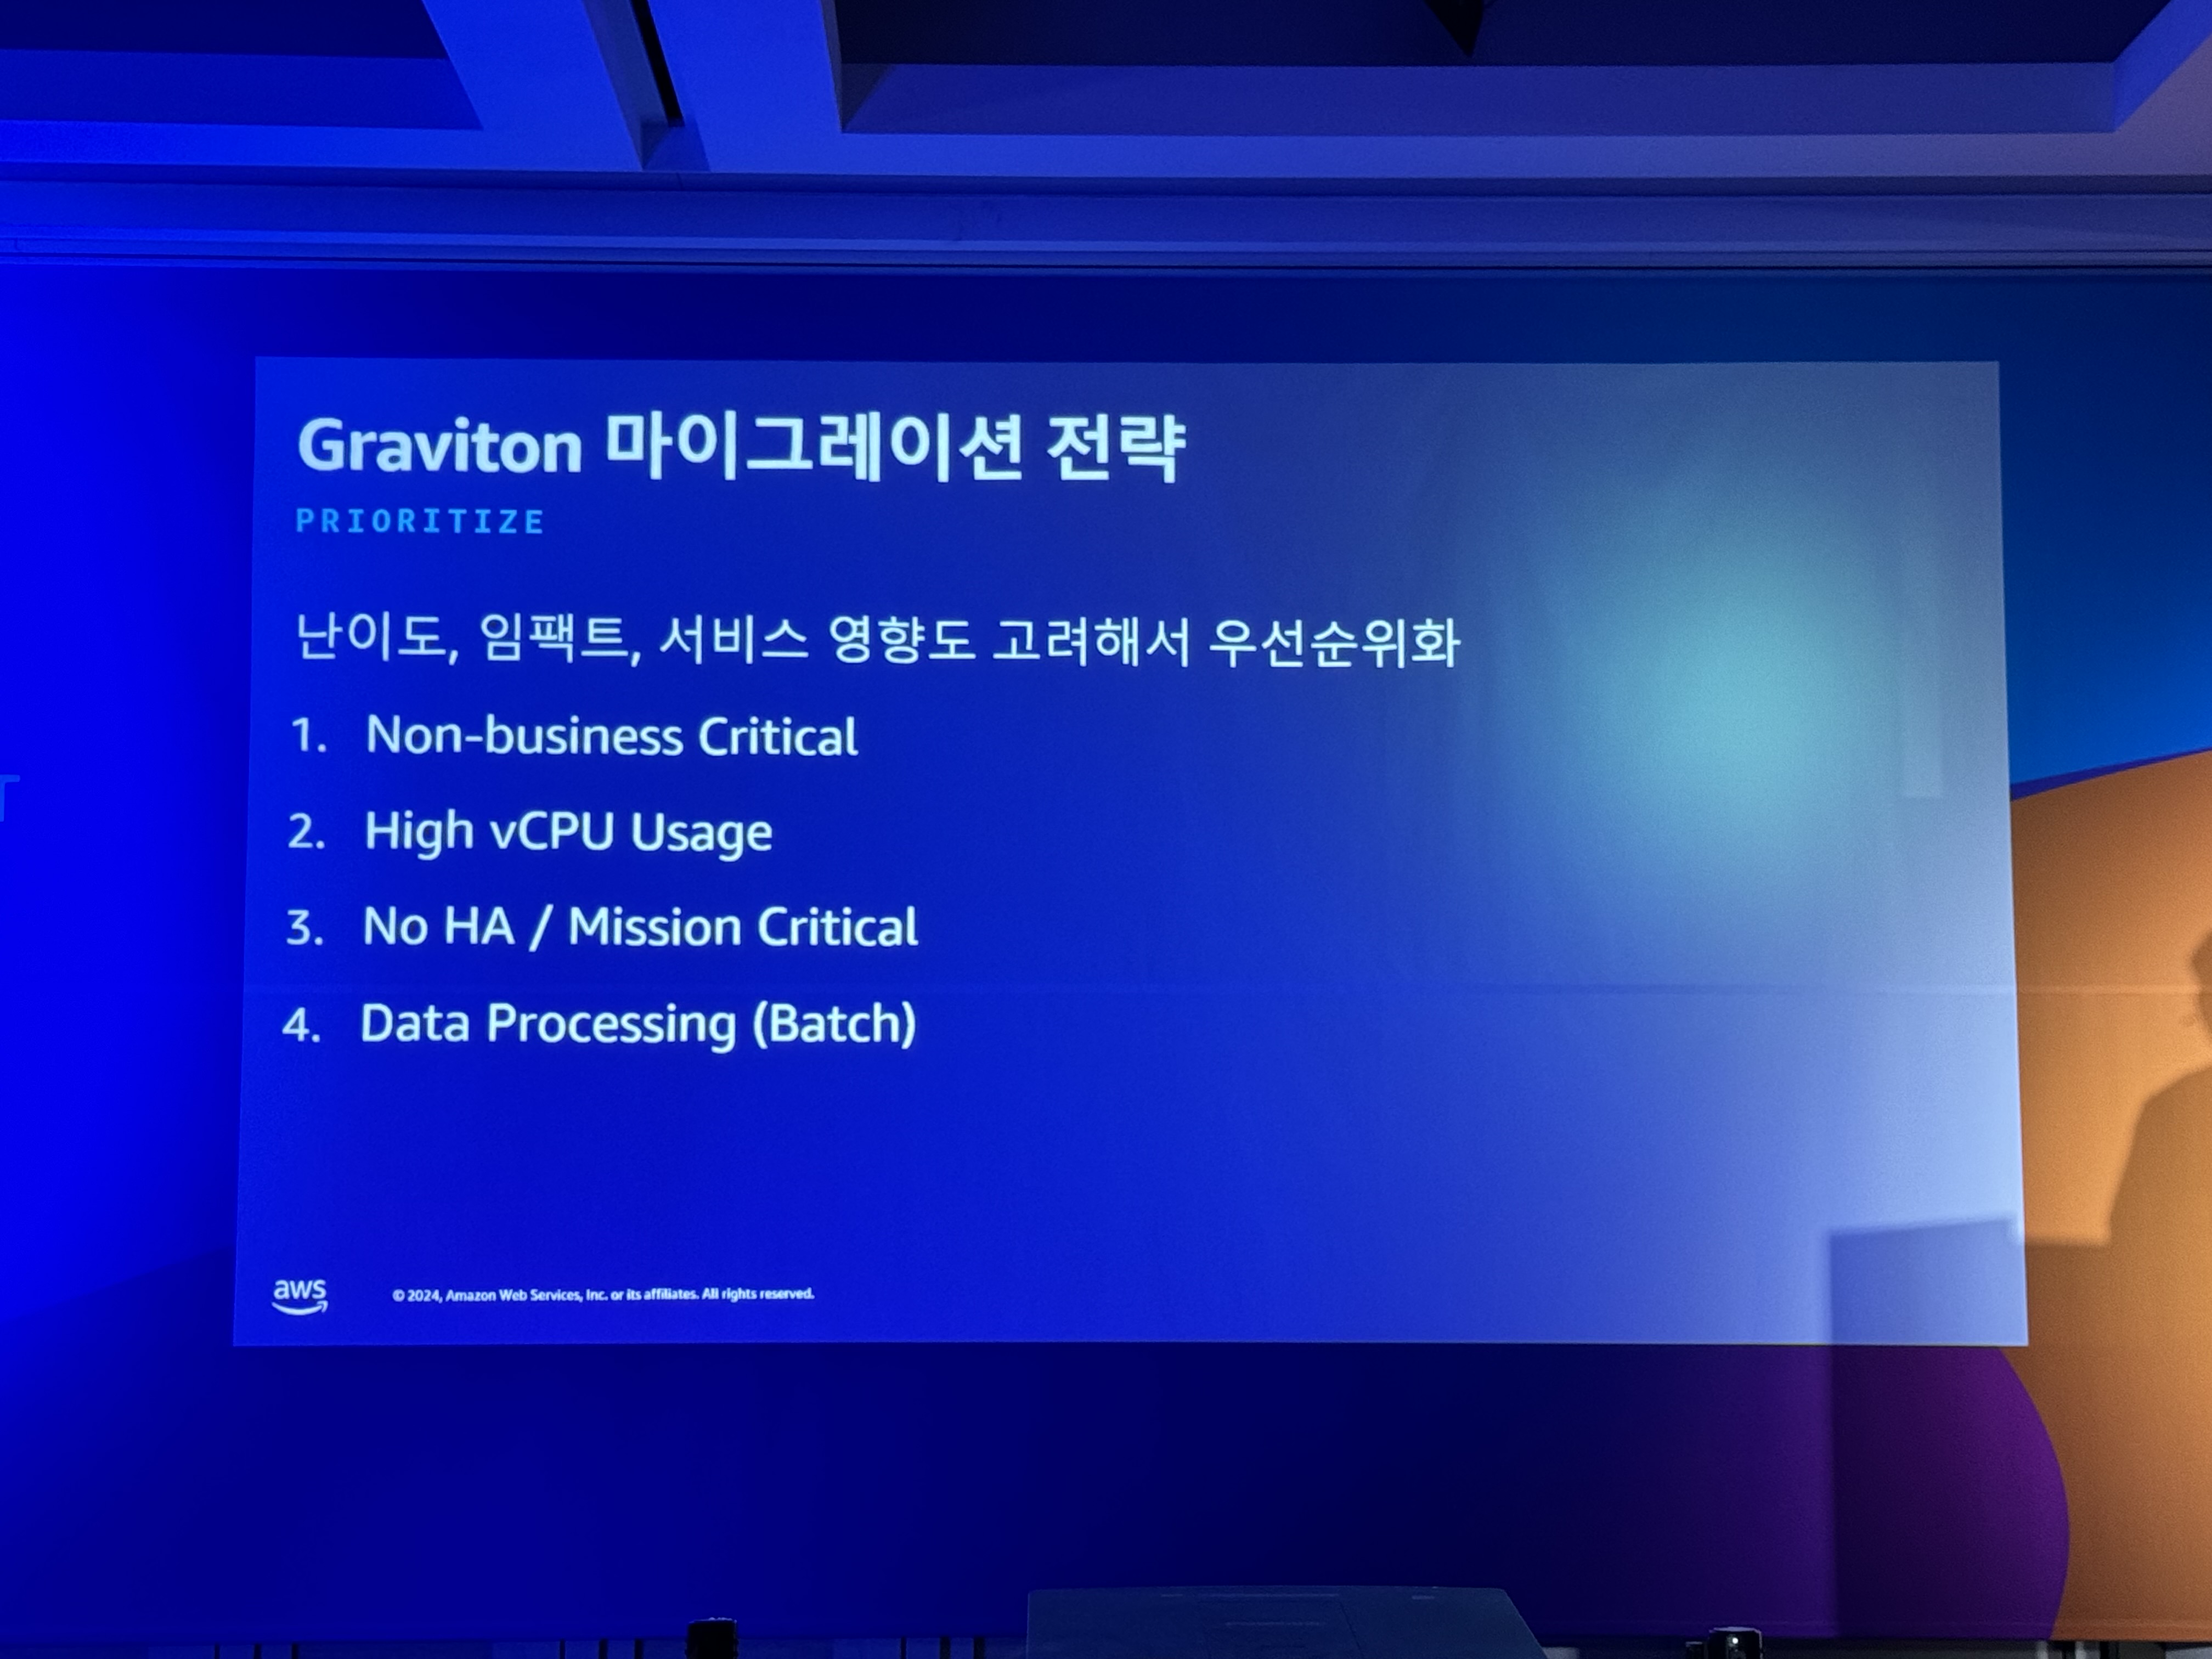 Graviton 마이그레이션 전략
PRIORITIZE
난이도, 임팩트, 서비스 영향도 고려해서 우선순위화
1. Non-business Critical
2. High vCPU Usage
3. No HA / Mission Critical
4. Data Processing (Batch)
aws
© 2024, Amazon Web Services, Inc. or its affiliates. All rights reserved.